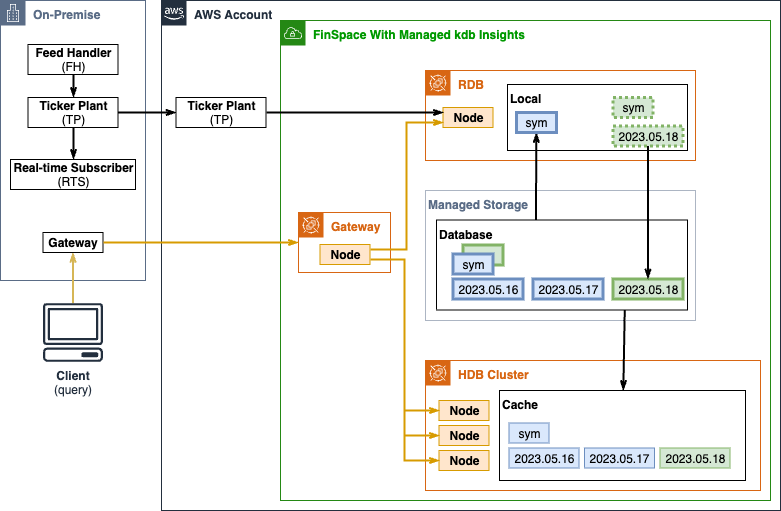 On-Premise
Feed Handler
(FH)
Ticker Plant
(TP)
Real-time Subscriber
(RTS)
Gateway
Client
(query)
aws
AWS Account
Ticker Plant
(TP)
FinSpace With Managed kdb Insights
Gateway
Node
RDB
Node
Local
sym
sym
2023.05.18
Managed Storage
Database
sym
2023.05.16
2023.05.17
2023.05.18
HDB Cluster
Node
Node
Node
Cache
sym
2023.05.16
2023.05.17
2023.05.18